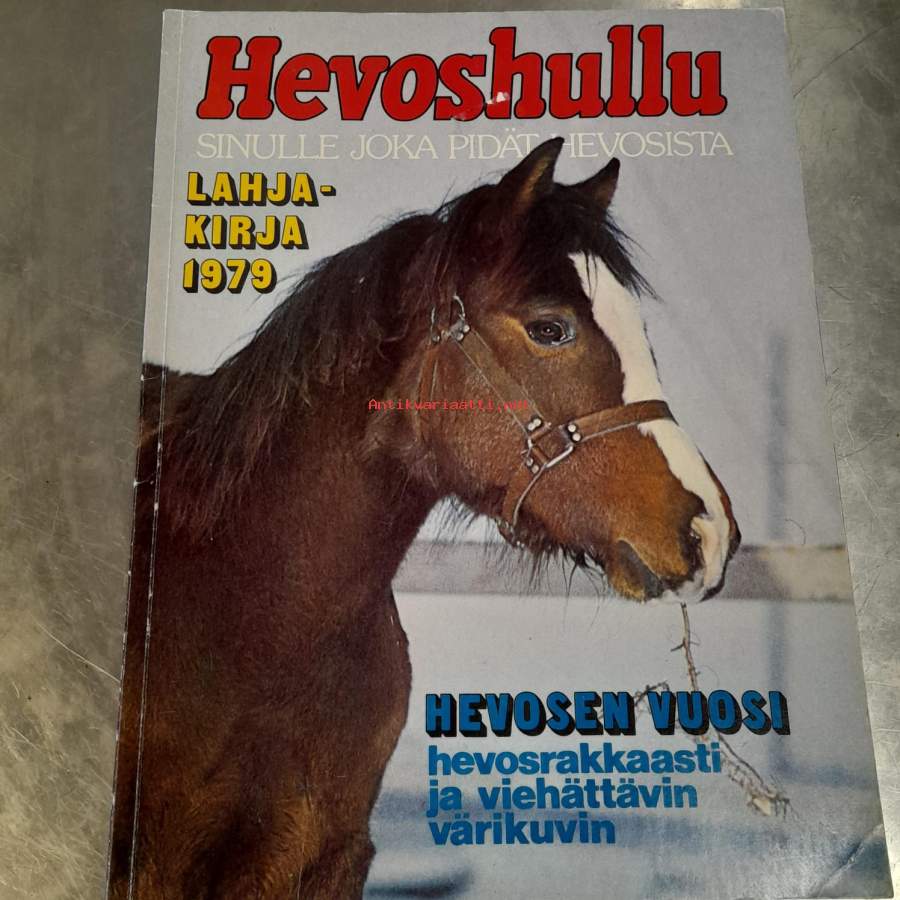 Hevoshullu
SINULLE JOKA PIDÄT HEVOSISTA
LAHJA-
KIRJA
1979
Antikvariaatti.net
HEVOSEN VUOSI
hevosrakkaasti
ja viehättävin
värikuvin